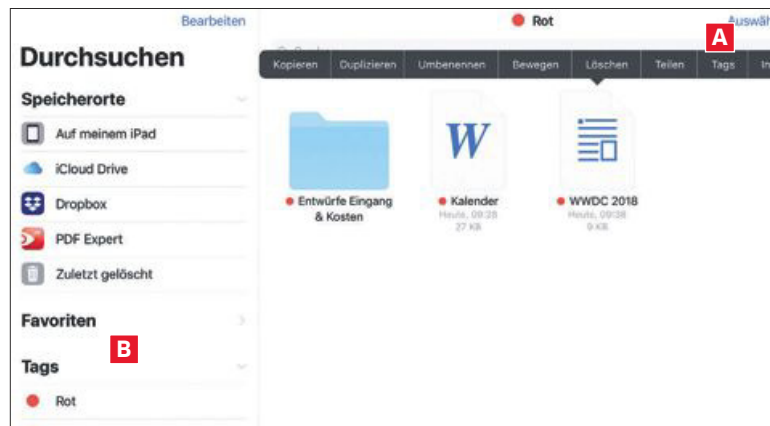 Bearbeiten
Durchsuchen
Speicherorte
Auf meinem iPad
iCloud Drive
Dropbox
PDF Expert
Zuletzt gelöscht
Favoriten
B
Tags
Rot
Rot
A
Kopieren Duplizieren Umbenennen Bewegen Löschen Teilen Tags
W
Entwürfe Eingang
& Kosten
Kalender
Heute, 09:28
27 KB
WWDC 2018
Heute, 09:38
9 KB